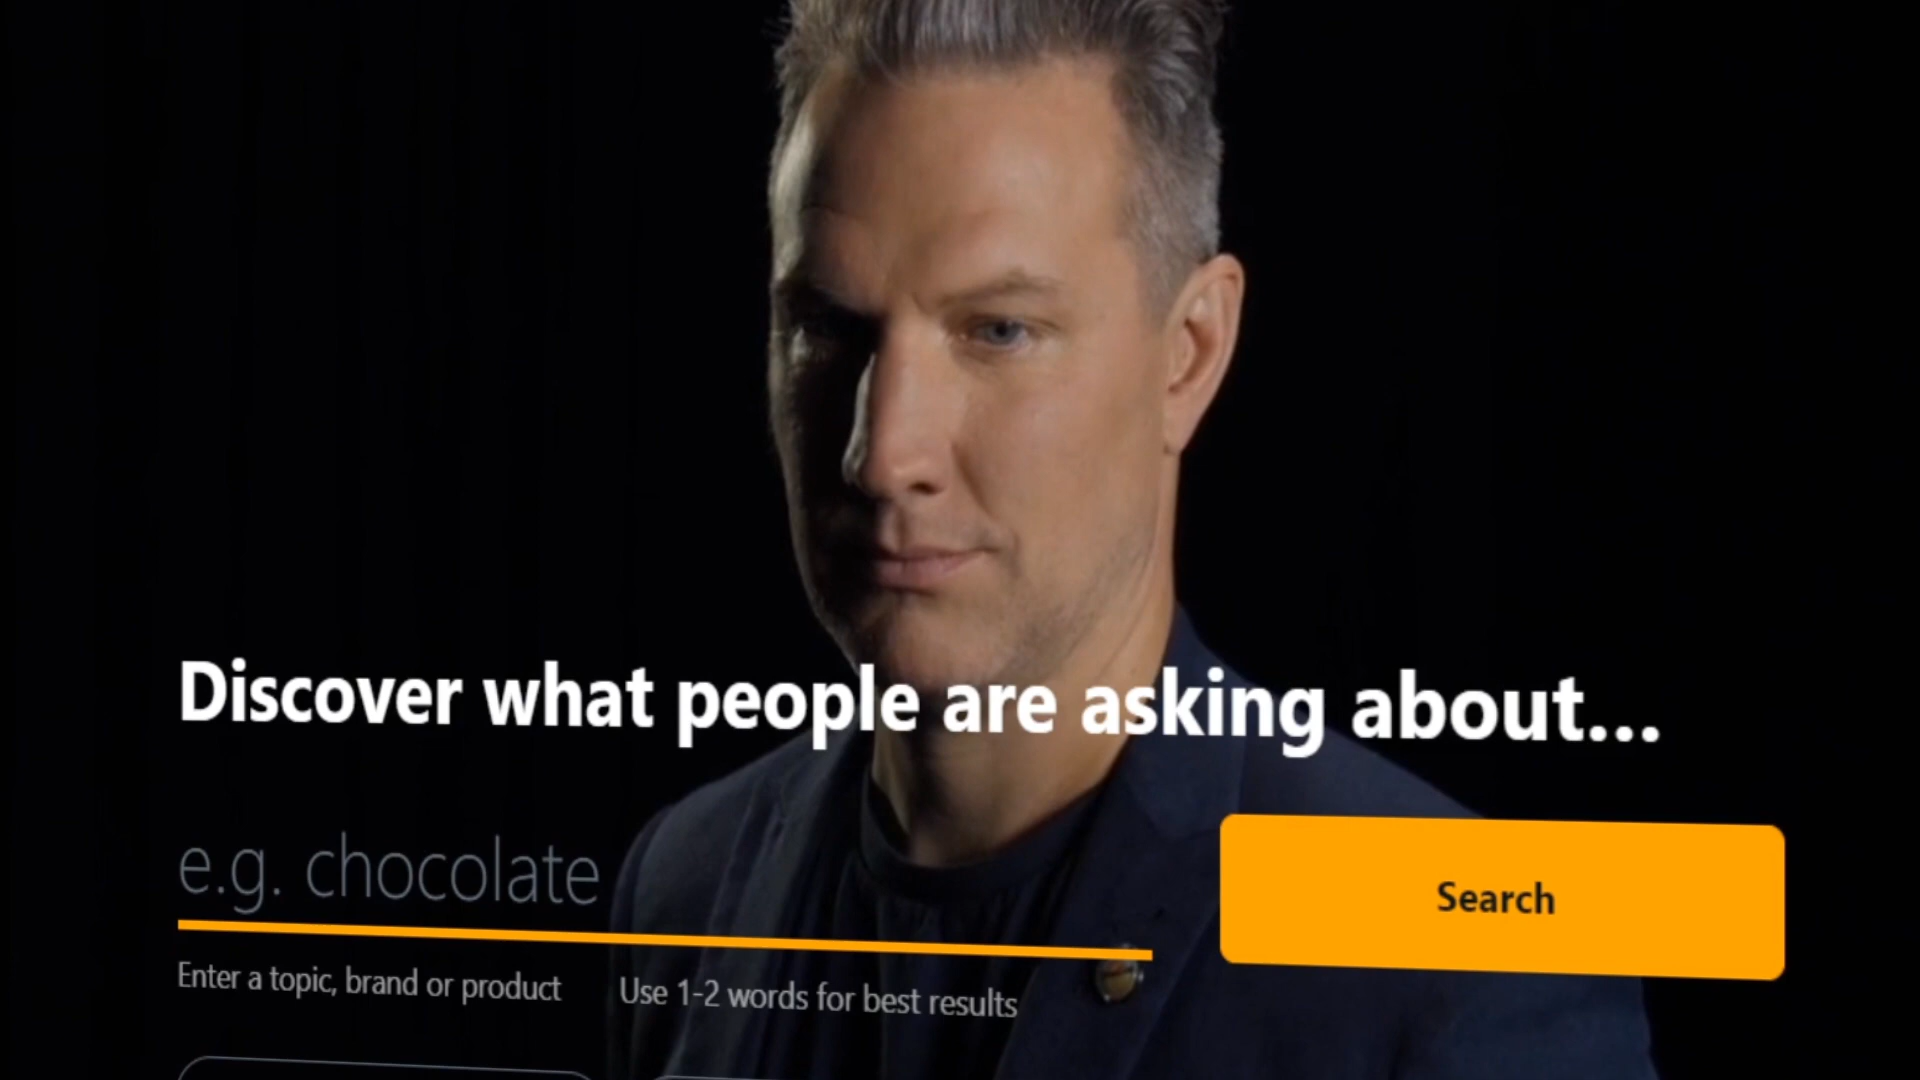 Discover what people are asking about...
e.g. chocolate
Search
Enter a topic, brand or product
Use 1-2 words for best results